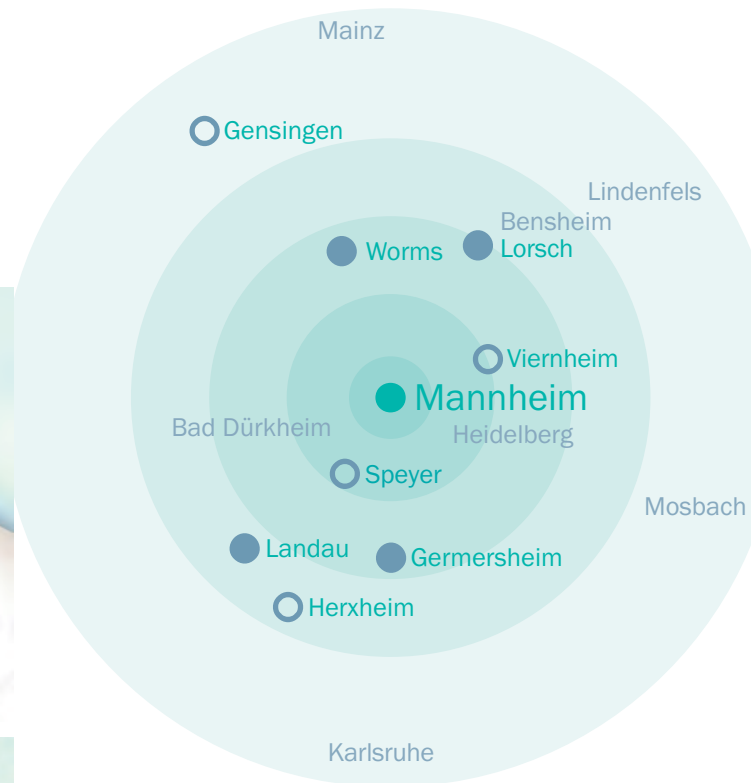 Mainz
Gensingen
Lindenfels
Bensheim
Worms
Lorsch
Viernheim
Mannheim
Bad Dürkheim
Heidelberg
Speyer
Mosbach
Landau
Germersheim
Herxheim
Karlsruhe